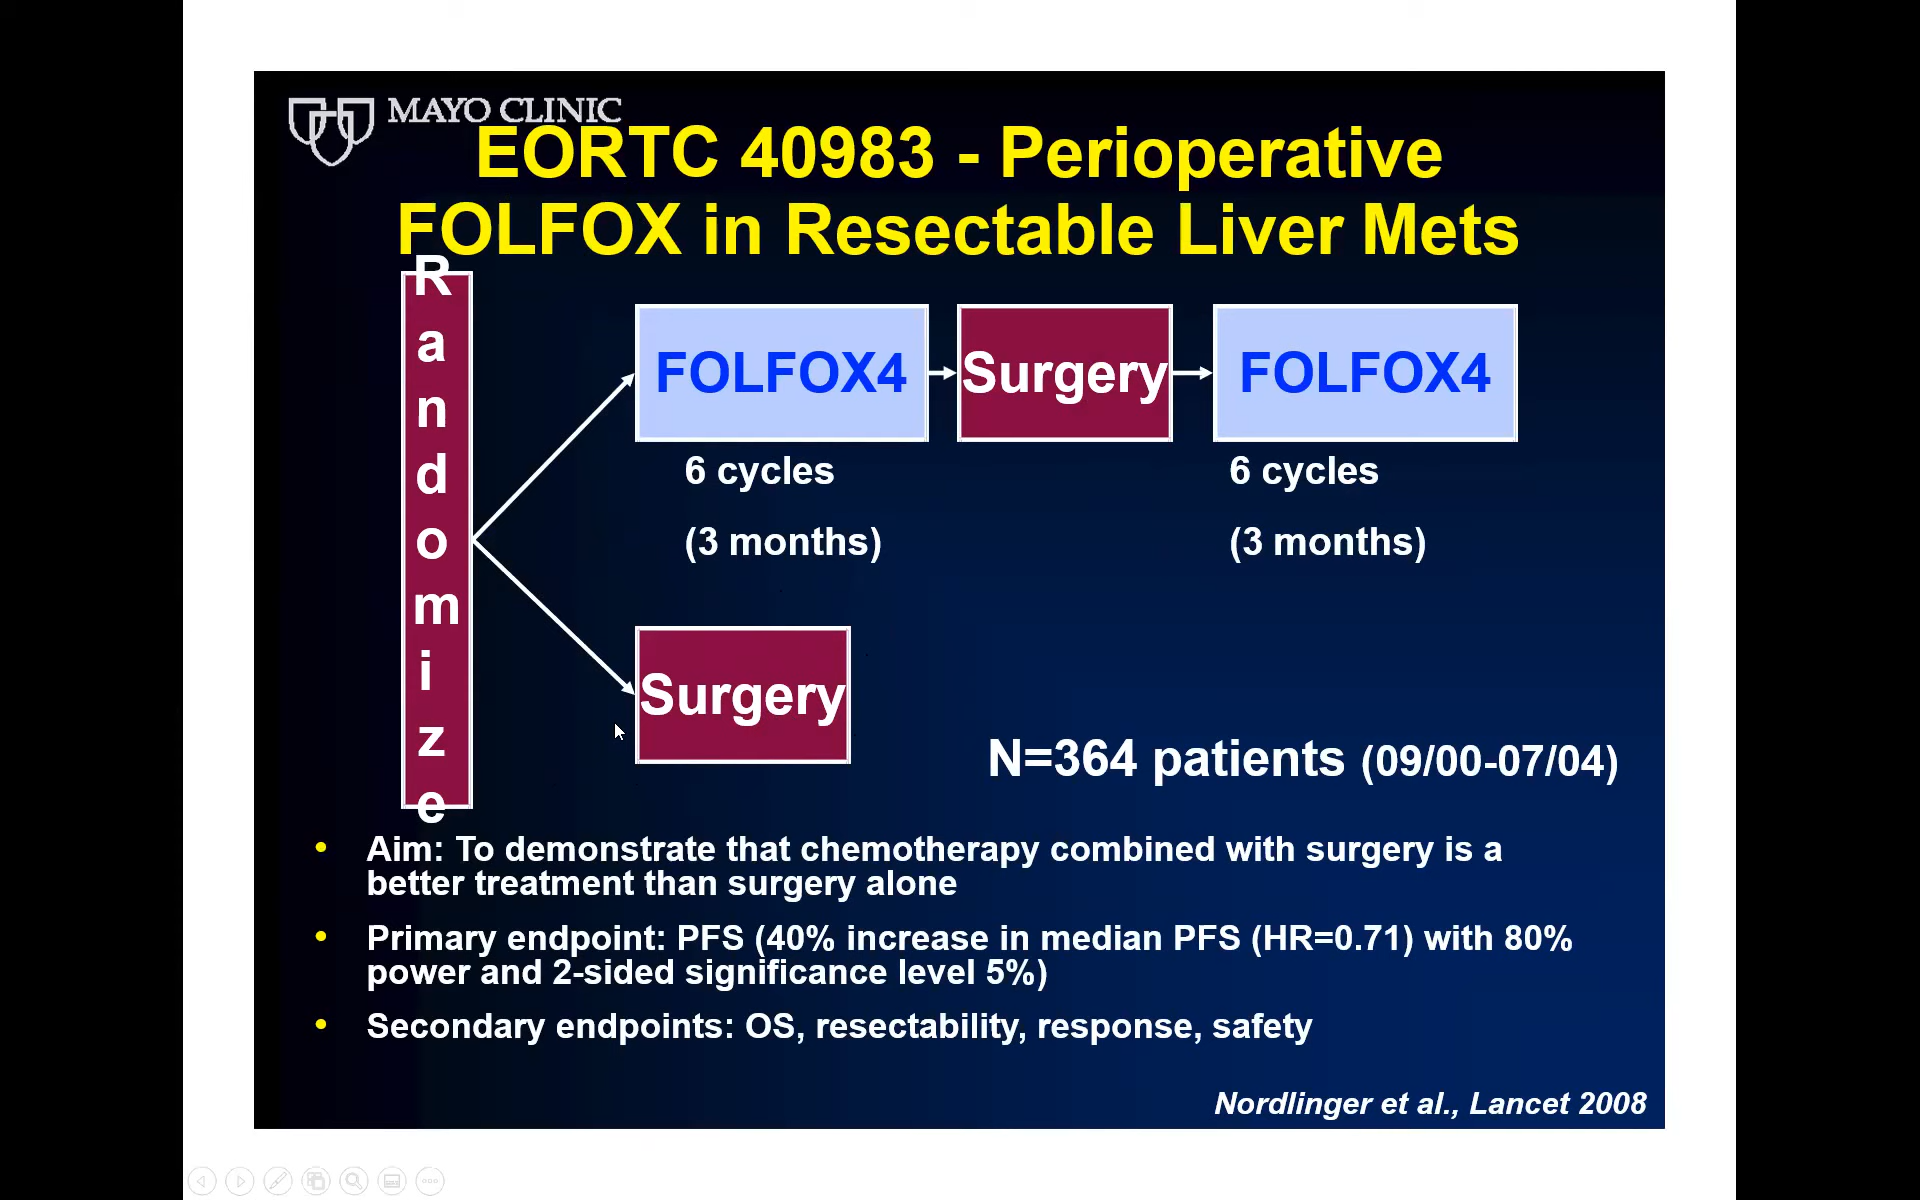 MAYO CLINIC
EORTC 40983 - Perioperative
FOLFOX in Resectable Liver Mets
R
a
n
d
o
m
i
z
e
FOLFOX4
Surgery
FOLFOX4
6 cycles
(3 months)
6 cycles
(3 months)
Surgery
N=364 patients (09/00-07/04)
• Aim: To demonstrate that chemotherapy combined with surgery is a
better treatment than surgery alone
• Primary endpoint: PFS (40% increase in median PFS (HR=0.71) with 80%
power and 2-sided significance level 5%)
• Secondary endpoints: OS, resectability, response, safety
Nordlinger et al., Lancet 2008